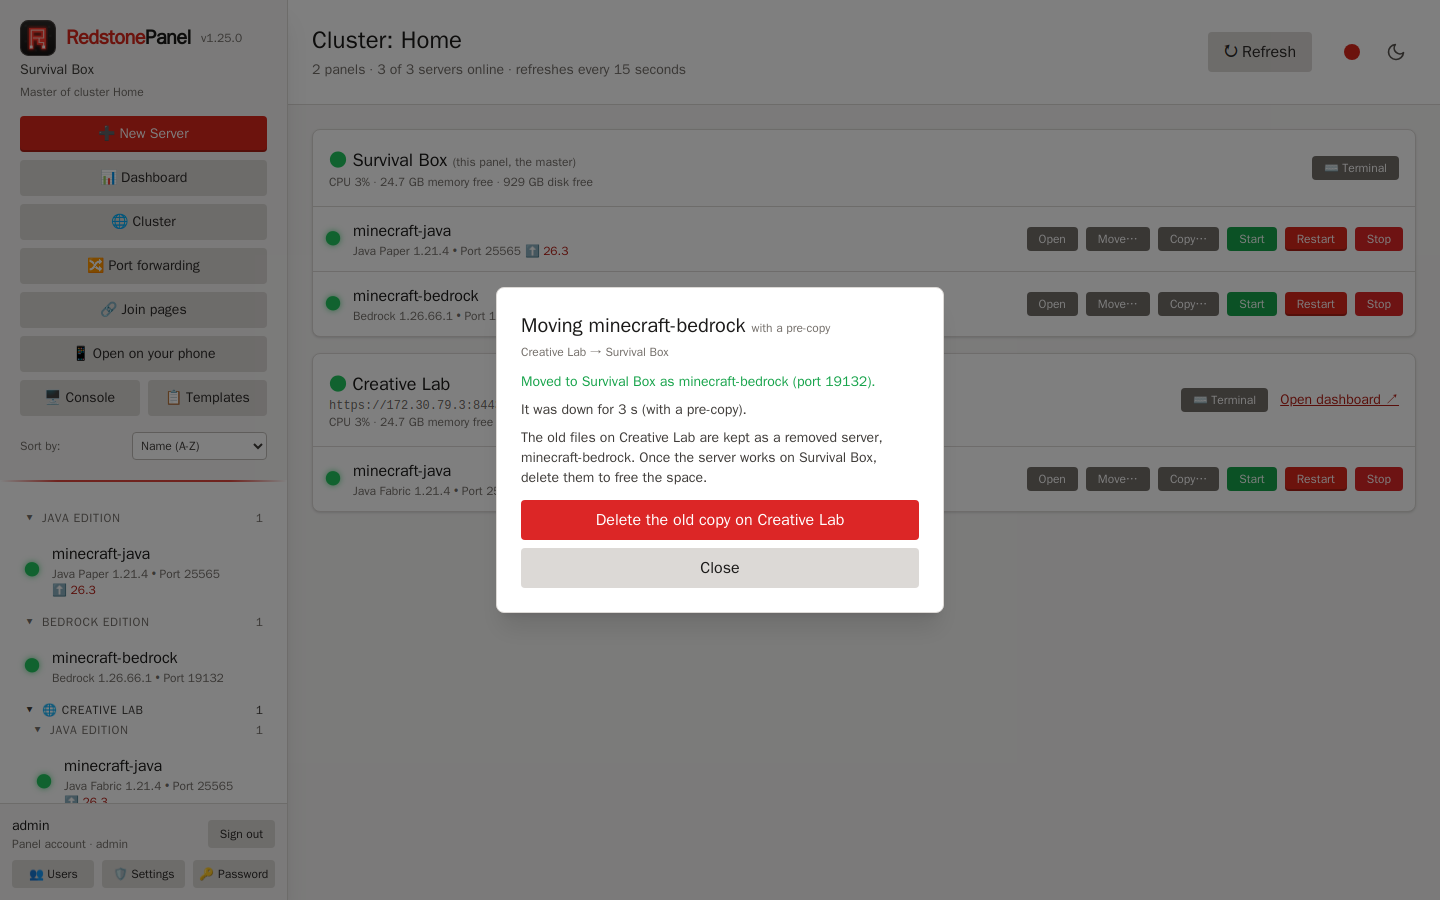 RedstonePanel v1.25.0
Survival Box
Master of cluster Home
➕ New Server
📊 Dashboard
🌐 Cluster
🔀 Port forwarding
🔗 Join pages
📱 Open on your phone
🖥️ Console
📋 Templates
Sort by:
Name (A-Z)
▼ JAVA EDITION 1
minecraft-java
Java Paper 1.21.4 • Port 25565
⬆️ 26.3
▼ BEDROCK EDITION 1
minecraft-bedrock
Bedrock 1.26.66.1 • Port 19132
▼ 🌐 CREATIVE LAB 1
▼ JAVA EDITION 1
minecraft-java
Java Fabric 1.21.4 • Port 25565
⬆️ 26.3
admin
Panel account · admin
Sign out
👥 Users
🛡️ Settings
🔑 Password
Cluster: Home
2 panels · 3 of 3 servers online · refreshes every 15 seconds
↻ Refresh
Survival Box (this panel, the master)
CPU 3% · 24.7 GB memory free · 929 GB disk free
⌨️ Terminal
minecraft-java
Java Paper 1.21.4 • Port 25565 ⬆️ 26.3
Open Move… Copy… Start Restart Stop
minecraft-bedrock
Bedrock 1.26.66.1 • Port 1
Open Move… Copy… Start Restart Stop
Creative Lab
https://172.30.79.3:844
CPU 3% · 24.7 GB memory free
⌨️ Terminal
Open dashboard ↗
minecraft-java
Java Fabric 1.21.4 • Port 25
Open Move… Copy… Start Restart Stop
Moving minecraft-bedrock with a pre-copy
Creative Lab → Survival Box
Moved to Survival Box as minecraft-bedrock (port 19132).
It was down for 3 s (with a pre-copy).
The old files on Creative Lab are kept as a removed server,
minecraft-bedrock. Once the server works on Survival Box,
delete them to free the space.
Delete the old copy on Creative Lab
Close